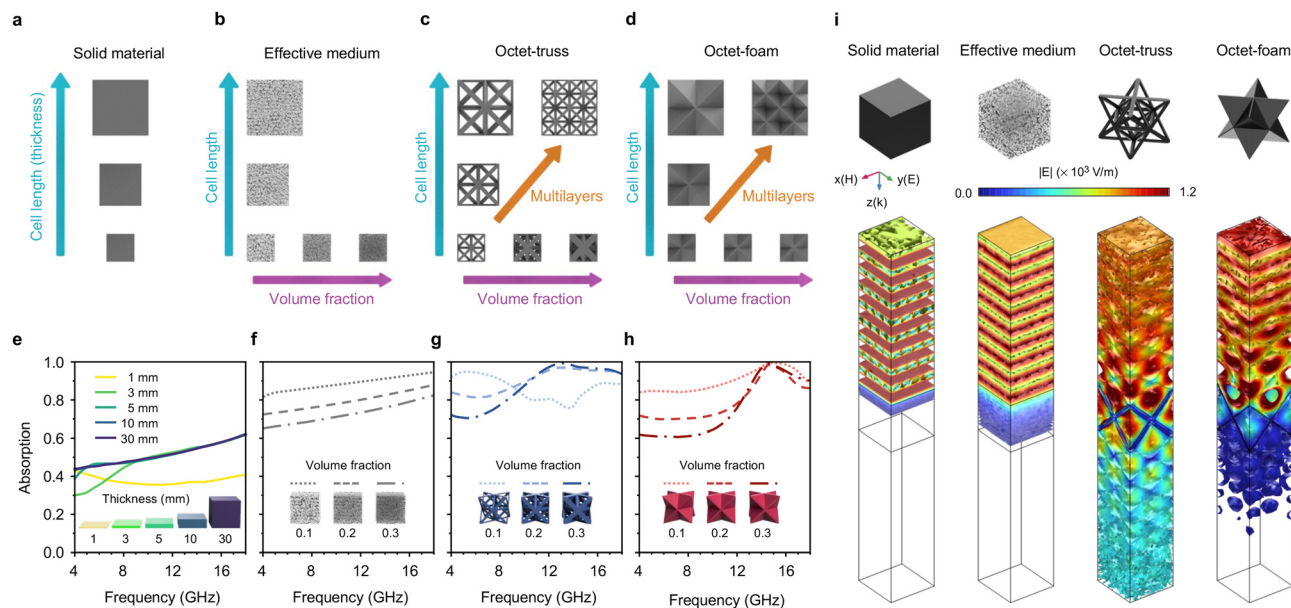 a
Solid material
Cell length (thickness)
b
Effective medium
Cell length
Volume fraction
c
Octet-truss
Cell length
Multilayers
Volume fraction
d
Octet-foam
Cell length
Multilayers
Volume fraction
e
Absorption
1.0
0.8
0.6
0.4
0.2
0.0
1 mm
3 mm
5 mm
10 mm
30 mm
Thickness (mm)
1 3 5 10 30
4 8 12 16
Frequency (GHz)
f
Volume fraction
0.1 0.2 0.3
4 8 12 16
Frequency (GHz)
g
Volume fraction
0.1 0.2 0.3
4 8 12 16
Frequency (GHz)
h
Volume fraction
0.1 0.2 0.3
4 8 12 16
Frequency (GHz)
i
Solid material Effective medium Octet-truss Octet-foam
x(H) y(E)
z(k)
|E| (× 10³ V/m)
0.0 1.2